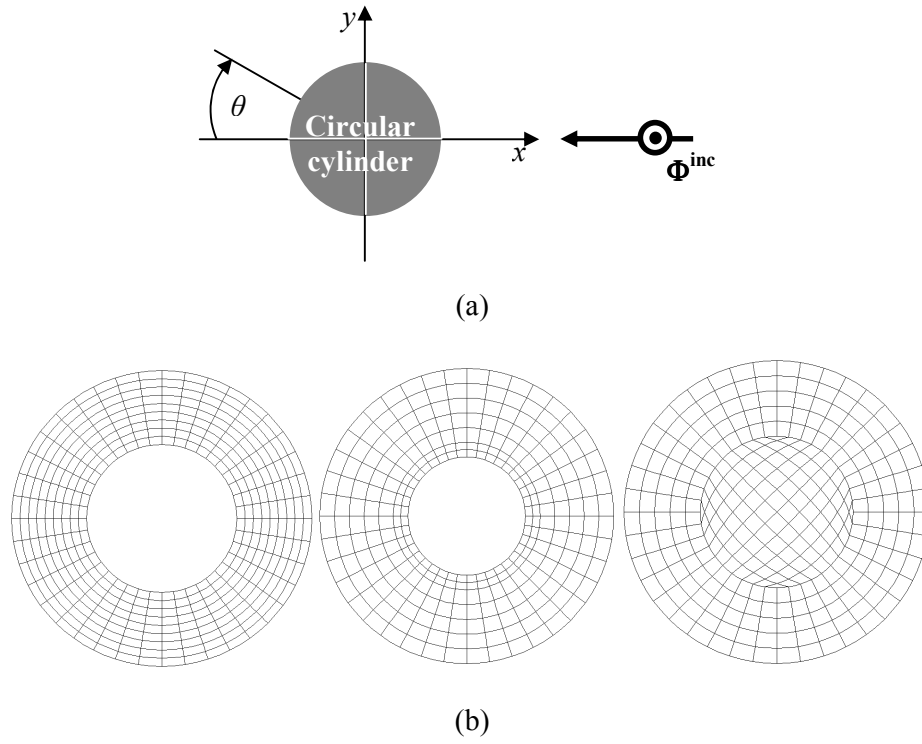 y
θ
Circular
cylinder
x
Φinc
(a)
(b)